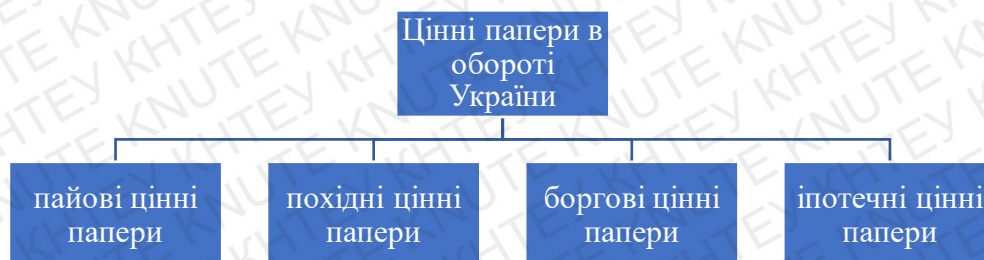 Цінні папери в
обороті
України
пайові цінні
папери
похідні цінні
папери
боргові цінні
папери
іпотечні цінні
папери